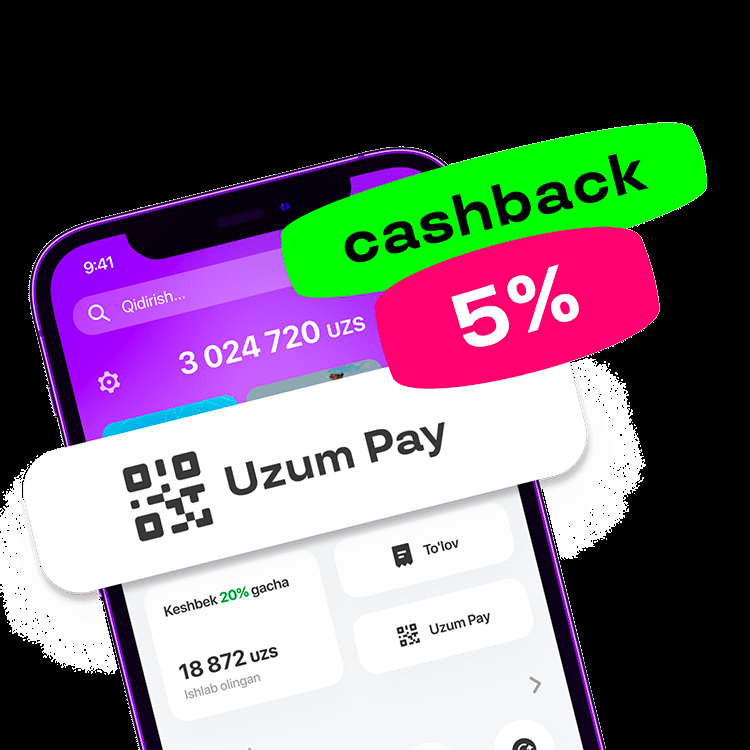 cashback
5%
9:41
Qidirish...
3 024 720 UZS
Uzum Pay
To'lov
Keshbek 20% gacha
Uzum Pay
18 872 UZS
Ishlab olingan